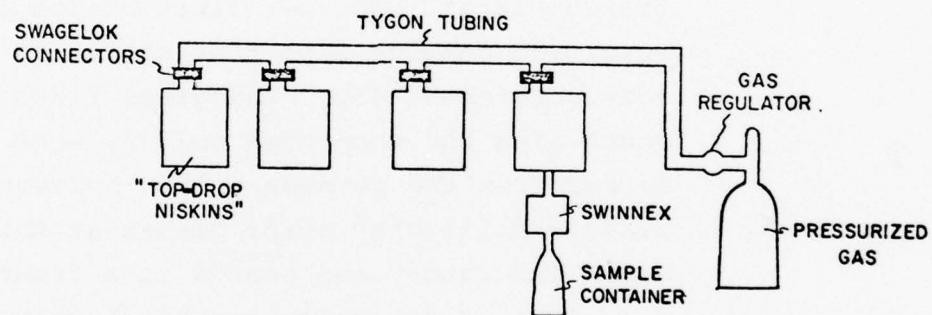 TYGON TUBING
SWAGELOK
CONNECTORS
GAS
REGULATOR
"TOP-DROP
NISKINS"
SWINNEX
PRESSURIZED
GAS
SAMPLE
CONTAINER